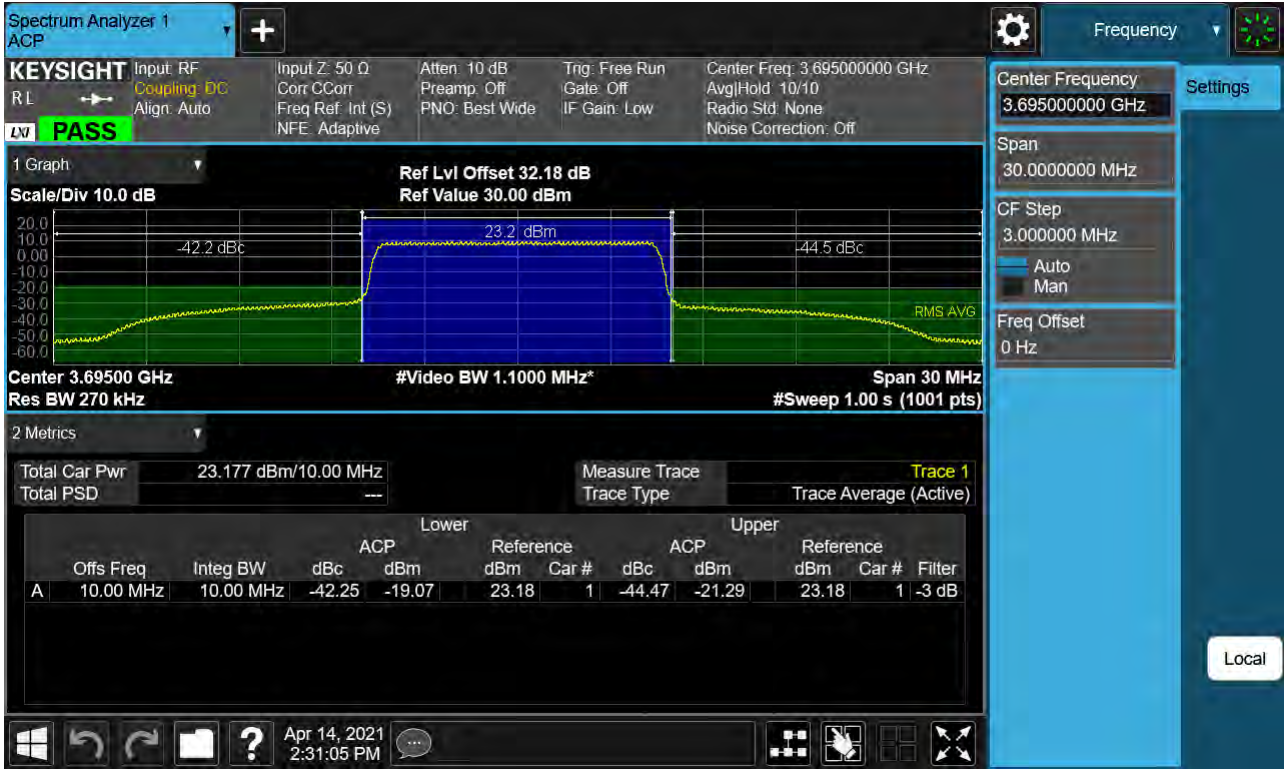 Spectrum Analyzer 1
ACP
Frequency
KEYSIGHT
RL
LXI
PASS
Input: RF
Coupling: DC
Align: Auto
Input Z: 50 Ω
Corr CCorr
Freq Ref: Int (S)
NFE: Adaptive
Atten: 10 dB
Preamp: Off
PNO: Best Wide
Trig: Free Run
Gate: Off
IF Gain: Low
Center Freq: 3.695000000 GHz
Avg|Hold: 10/10
Radio Std: None
Noise Correction: Off
1 Graph
Scale/Div 10.0 dB
Ref Lvl Offset 32.18 dB
Ref Value 30.00 dBm
20.0
10.0
0.00
-10.0
-20.0
-30.0
-40.0
-50.0
-60.0
-42.2 dBc
23.2 dBm
-44.5 dBc
RMS AVG
Center 3.69500 GHz
#Video BW 1.1000 MHz*
Span 30 MHz
Res BW 270 kHz
#Sweep 1.00 s (1001 pts)
2 Metrics
Total Car Pwr 23.177 dBm/10.00 MHz
Total PSD ---
Measure Trace Trace 1
Trace Type Trace Average (Active)
Lower Upper
ACP Reference ACP Reference
Offs Freq Integ BW dBc dBm dBm Car # dBc dBm dBm Car # Filter
A 10.00 MHz 10.00 MHz -42.25 -19.07 23.18 1 -44.47 -21.29 23.18 1 -3 dB
?
Apr 14, 2021
2:31:05 PM
Center Frequency
3.695000000 GHz
Span
30.0000000 MHz
CF Step
3.000000 MHz
Auto
Man
Freq Offset
0 Hz
Settings
Local